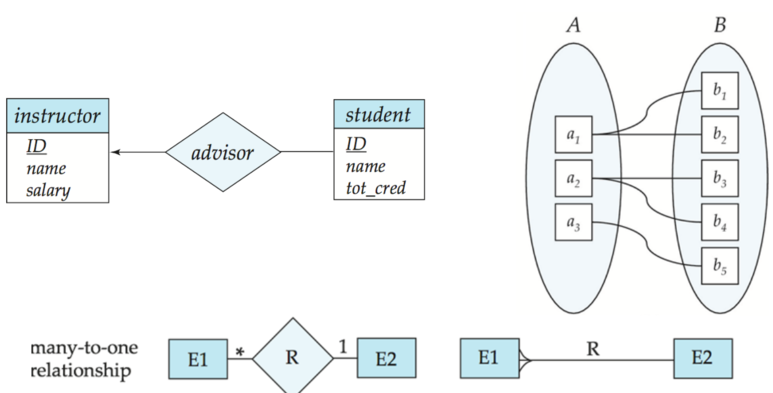 A B
instructor
ID
name
salary
advisor
student
ID
name
tot_cred
a1
a2
a3
b1
b2
b3
b4
b5
many-to-one
relationship
E1 * R 1 E2
E1 R E2